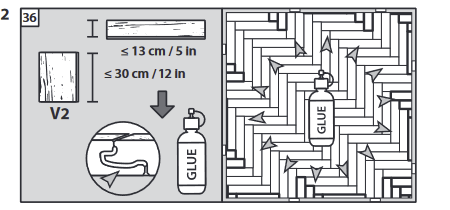 2
36
≤ 13 cm / 5 in
≤ 30 cm / 12 in
V2
GLUE
GLUE